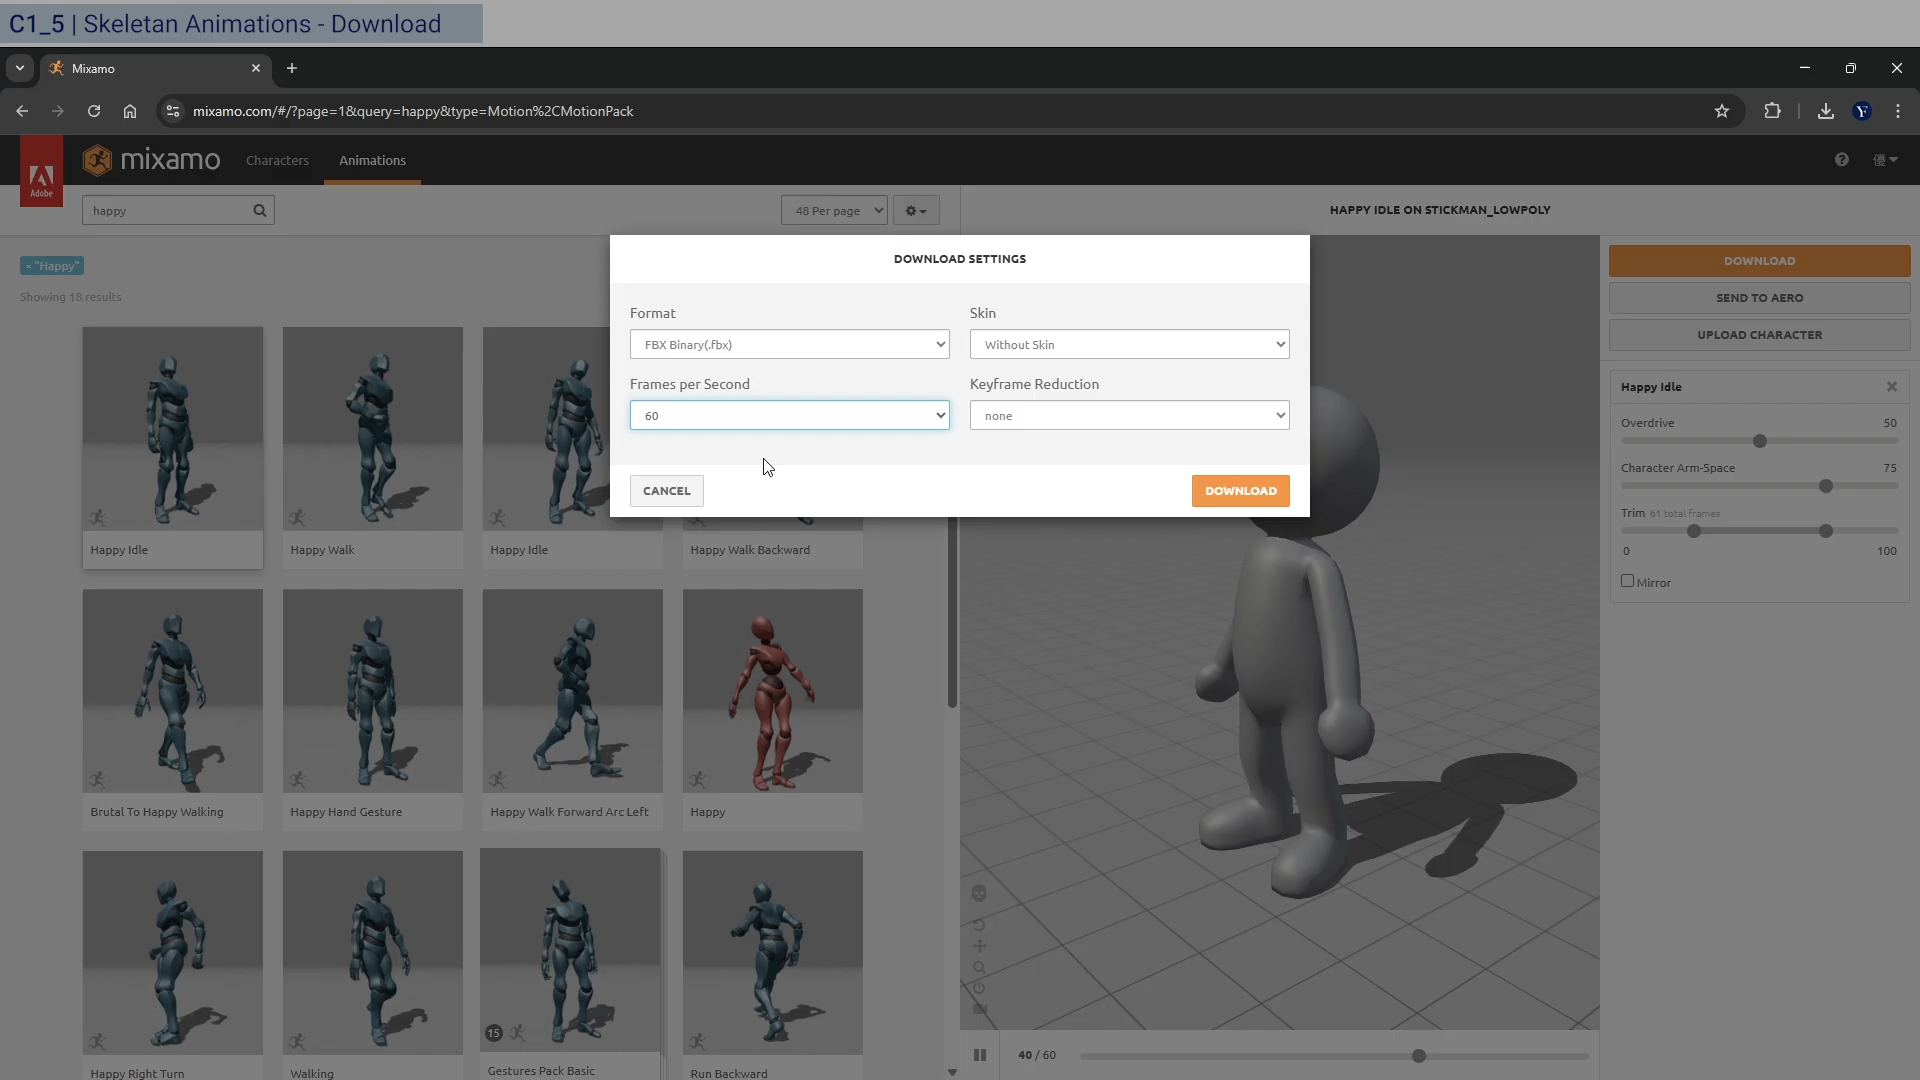 C1_5 | Skeletan Animations - Download
Mixamo
mixamo.com/#/?page=1&query=happy&type=Motion%2CMotionPack
Adobe
mixamo
Characters
Animations
優
happy
48 Per page
HAPPY IDLE ON STICKMAN_LOWPOLY
× "Happy"
Showing 18 results
DOWNLOAD SETTINGS
Format
Skin
FBX Binary(.fbx)
Without Skin
Frames per Second
Keyframe Reduction
60
none
CANCEL
DOWNLOAD
DOWNLOAD
SEND TO AERO
UPLOAD CHARACTER
Happy Idle
Overdrive
50
Character Arm-Space
75
Trim 61 total frames
0
100
Mirror
Happy Idle
Happy Walk
Happy Idle
Happy Walk Backward
Brutal To Happy Walking
Happy Hand Gesture
Happy Walk Forward Arc Left
Happy
15
Happy Right Turn
Walking
Gestures Pack Basic
Run Backward
40 / 60